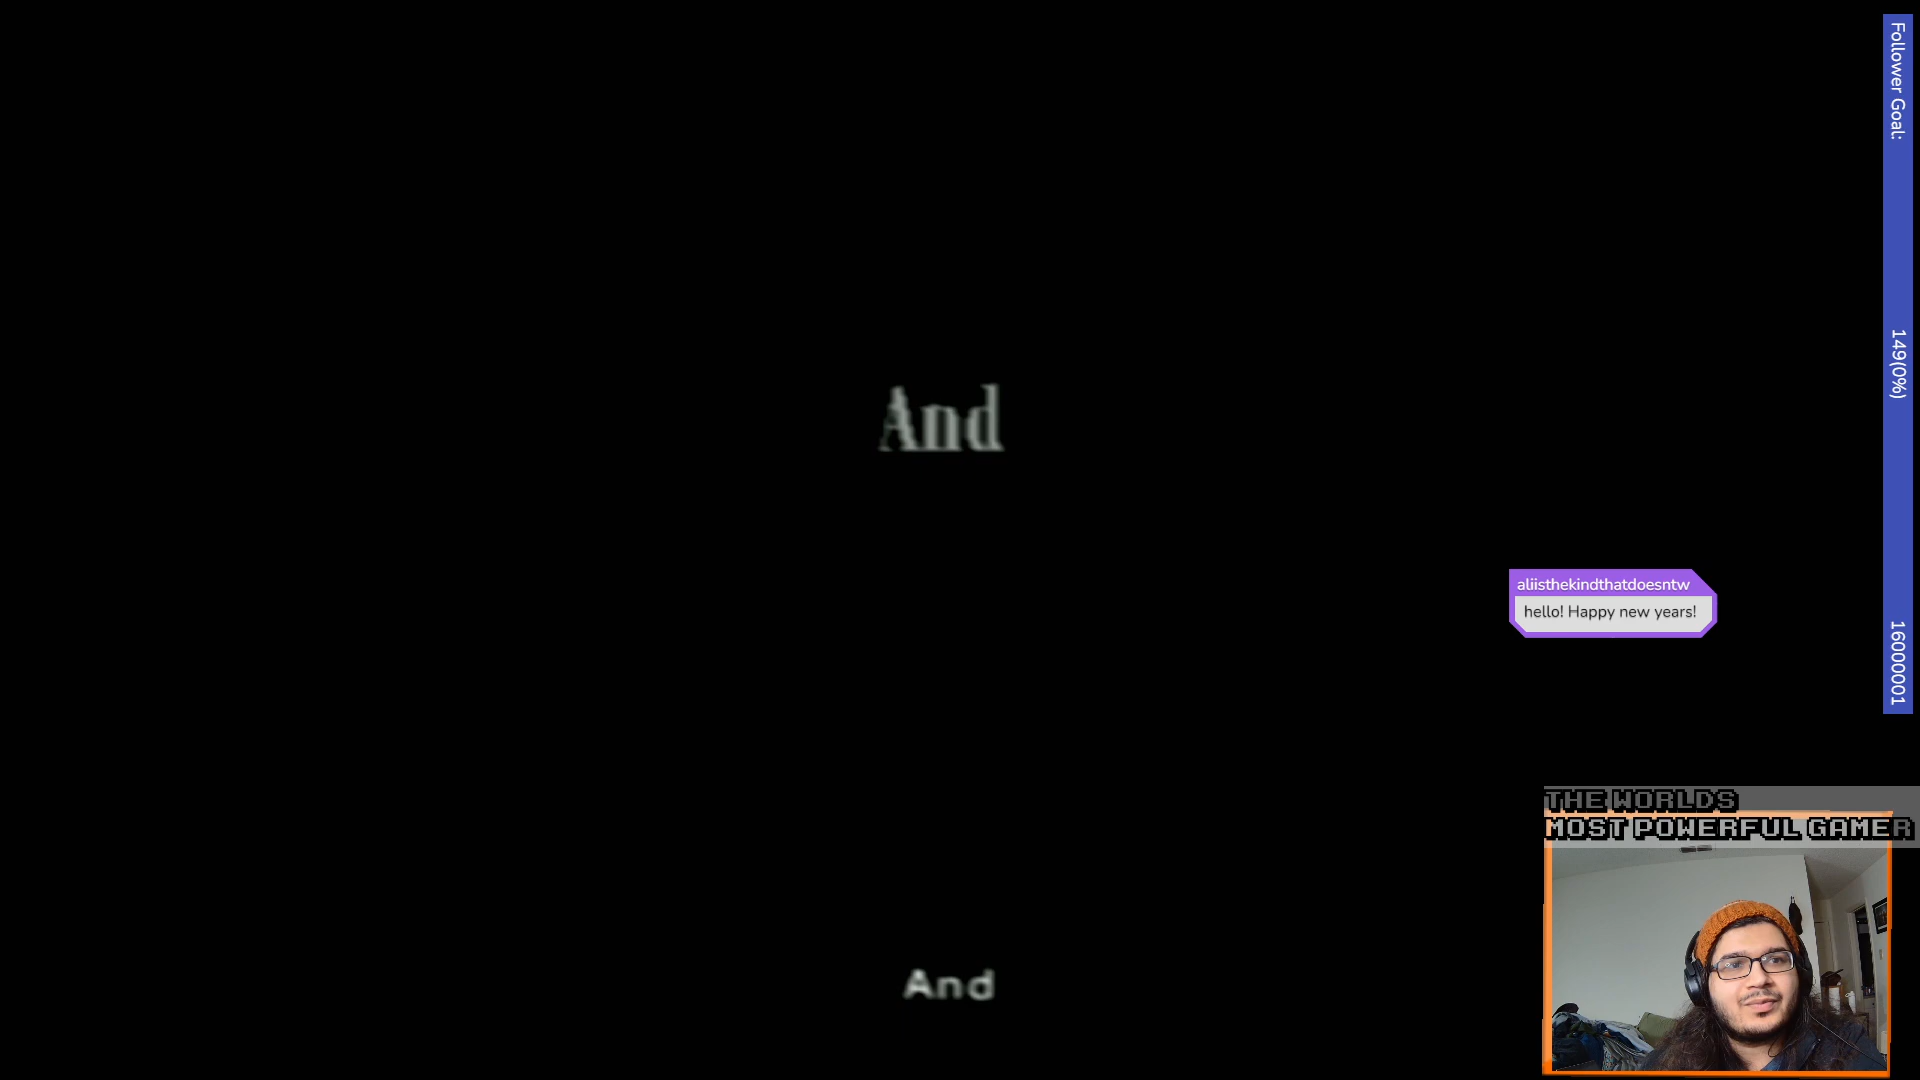 And
Follower Goal:
149(0%)
16000001
aliisthekindthatdoesntw
hello! Happy new years!
THE WORLDS
MOST POWERFUL GAMER
And